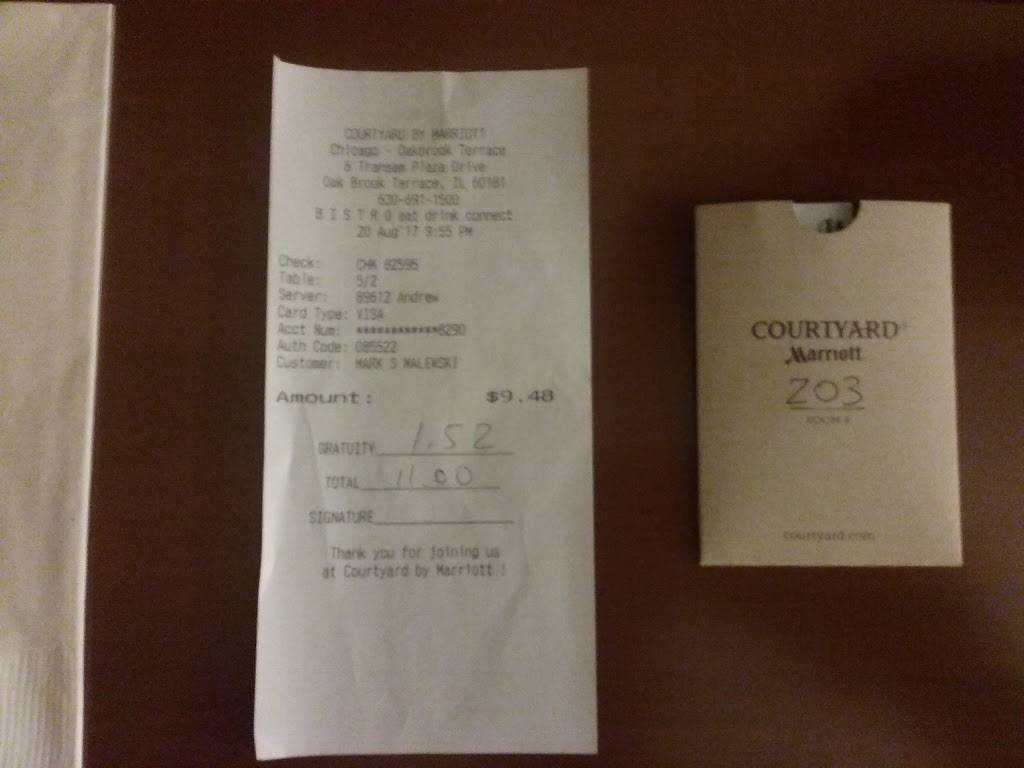 COURTYARD BY MARRIOTT
Chicago - Oakbrook Terrace
6 Transam Plaza Drive
Oak Brook Terrace, IL 60181
630-691-1500
B I S T R O eat drink connect
20 Aug'17 9:55 PM
Check: CHK 82595
Table: 5/2
Server: 89612 Andrew
Card Type: VISA
Acct Num: ************8290
Auth Code: 085522
Customer: MARK S MALEWSKI
Amount: $9.48
GRATUITY 1.52
TOTAL 11.00
SIGNATURE
Thank you for joining us
at Courtyard by Marriott !
COURTYARD
Marriott
203
ROOM #
courtyard.com